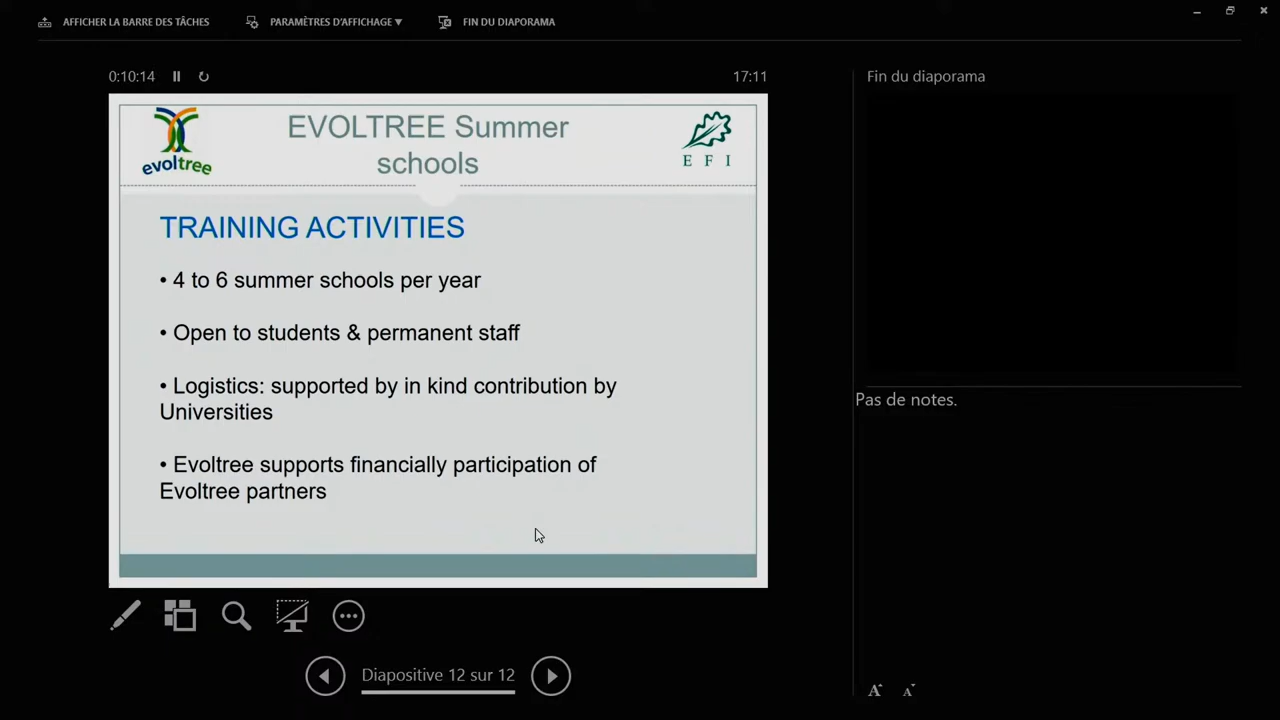 AFFICHER LA BARRE DES TÂCHES
PARAMÈTRES D'AFFICHAGE ▼
FIN DU DIAPORAMA
0:10:14
17:11
Fin du diaporama
evoltree
EVOLTREE Summer
schools
E F I
TRAINING ACTIVITIES
• 4 to 6 summer schools per year
• Open to students & permanent staff
• Logistics: supported by in kind contribution by
Universities
• Evoltree supports financially participation of
Evoltree partners
Pas de notes.
Diapositive 12 sur 12
A A